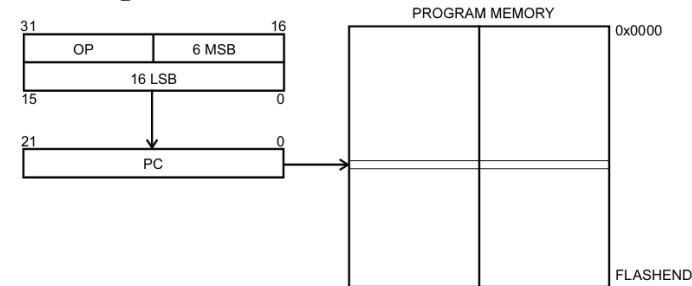 PROGRAM MEMORY
31 16
0x0000
OP 6 MSB
16 LSB
15 0
21 0
PC
FLASHEND